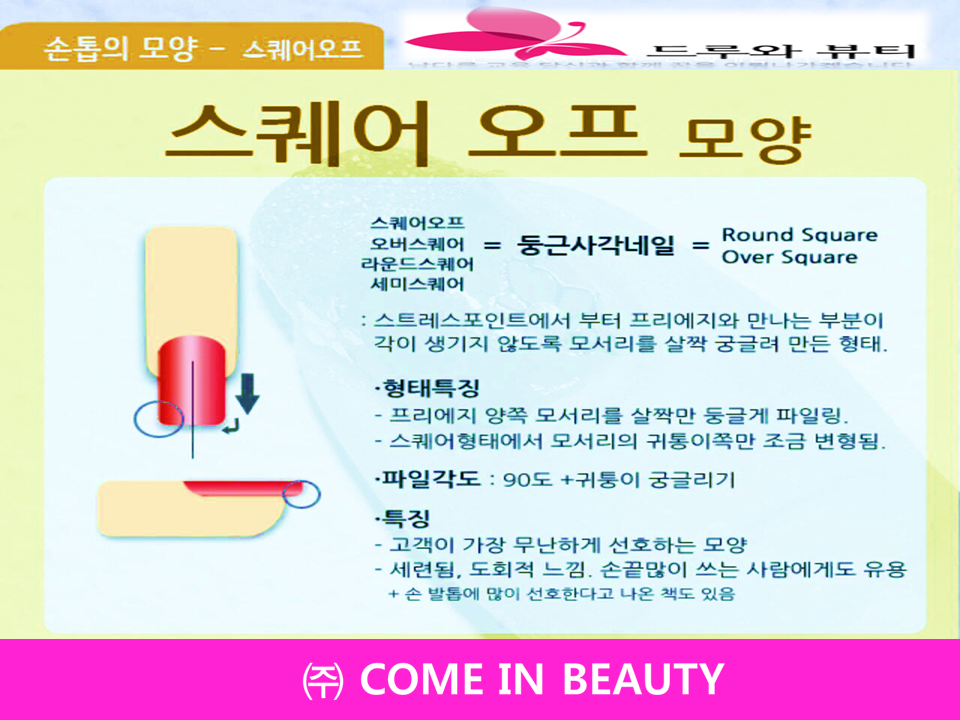 손톱의 모양 - 스퀘어오프
드루와 뷰티
스퀘어 오프 모양
스퀘어오프
오버스퀘어
라운드스퀘어
세미스퀘어
= 둥근사각네일 =
Round Square
Over Square
: 스트레스포인트에서 부터 프리에지와 만나는 부분이
각이 생기지 않도록 모서리를 살짝 궁글려 만든 형태.
·형태특징
- 프리에지 양쪽 모서리를 살짝만 둥글게 파일링.
- 스퀘어형태에서 모서리의 귀통이쪽만 조금 변형됨.
·파일각도 : 90도 +귀퉁이 궁글리기
·특징
- 고객이 가장 무난하게 선호하는 모양
- 세련됨, 도회적 느낌. 손끝많이 쓰는 사람에게도 유용
+ 손 발톱에 많이 선호한다고 나온 책도 있음
㈜ COME IN BEAUTY